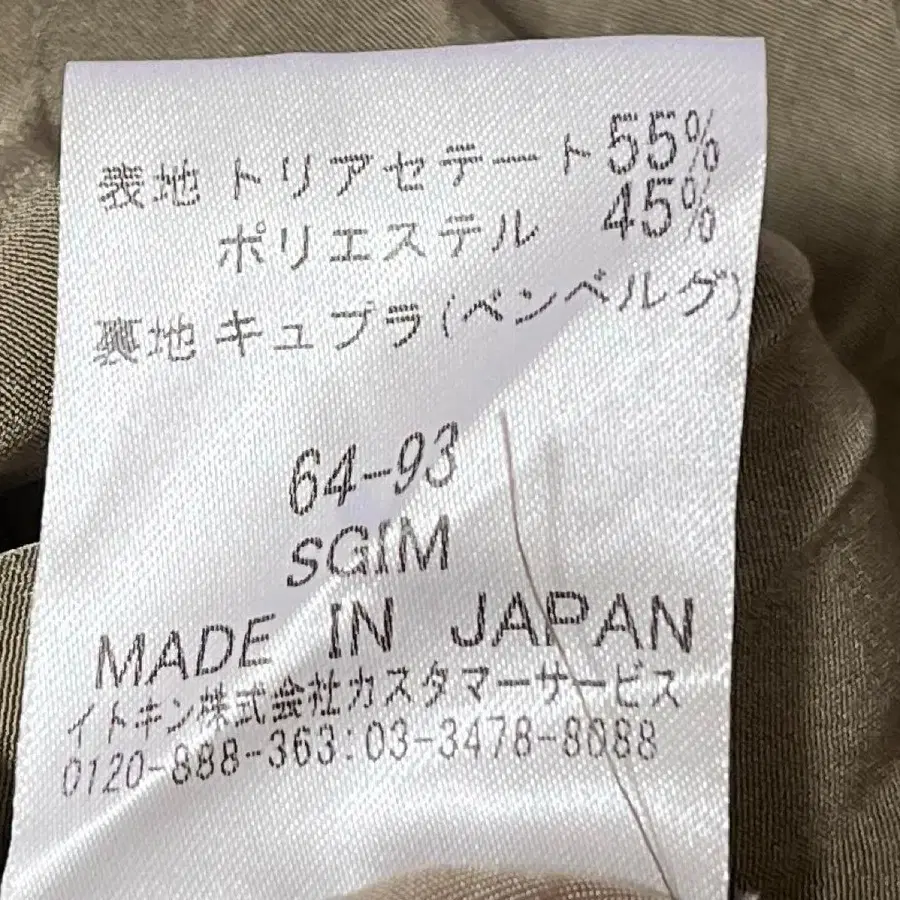 表地 トリアセテート 55%
ポリエステル 45%
裏地 キュプラ(ベンベルグ)
64-93
SGIM
MADE IN JAPAN
イトキン株式会社カスタマーサービス
0120-888-363:03-3478-8088